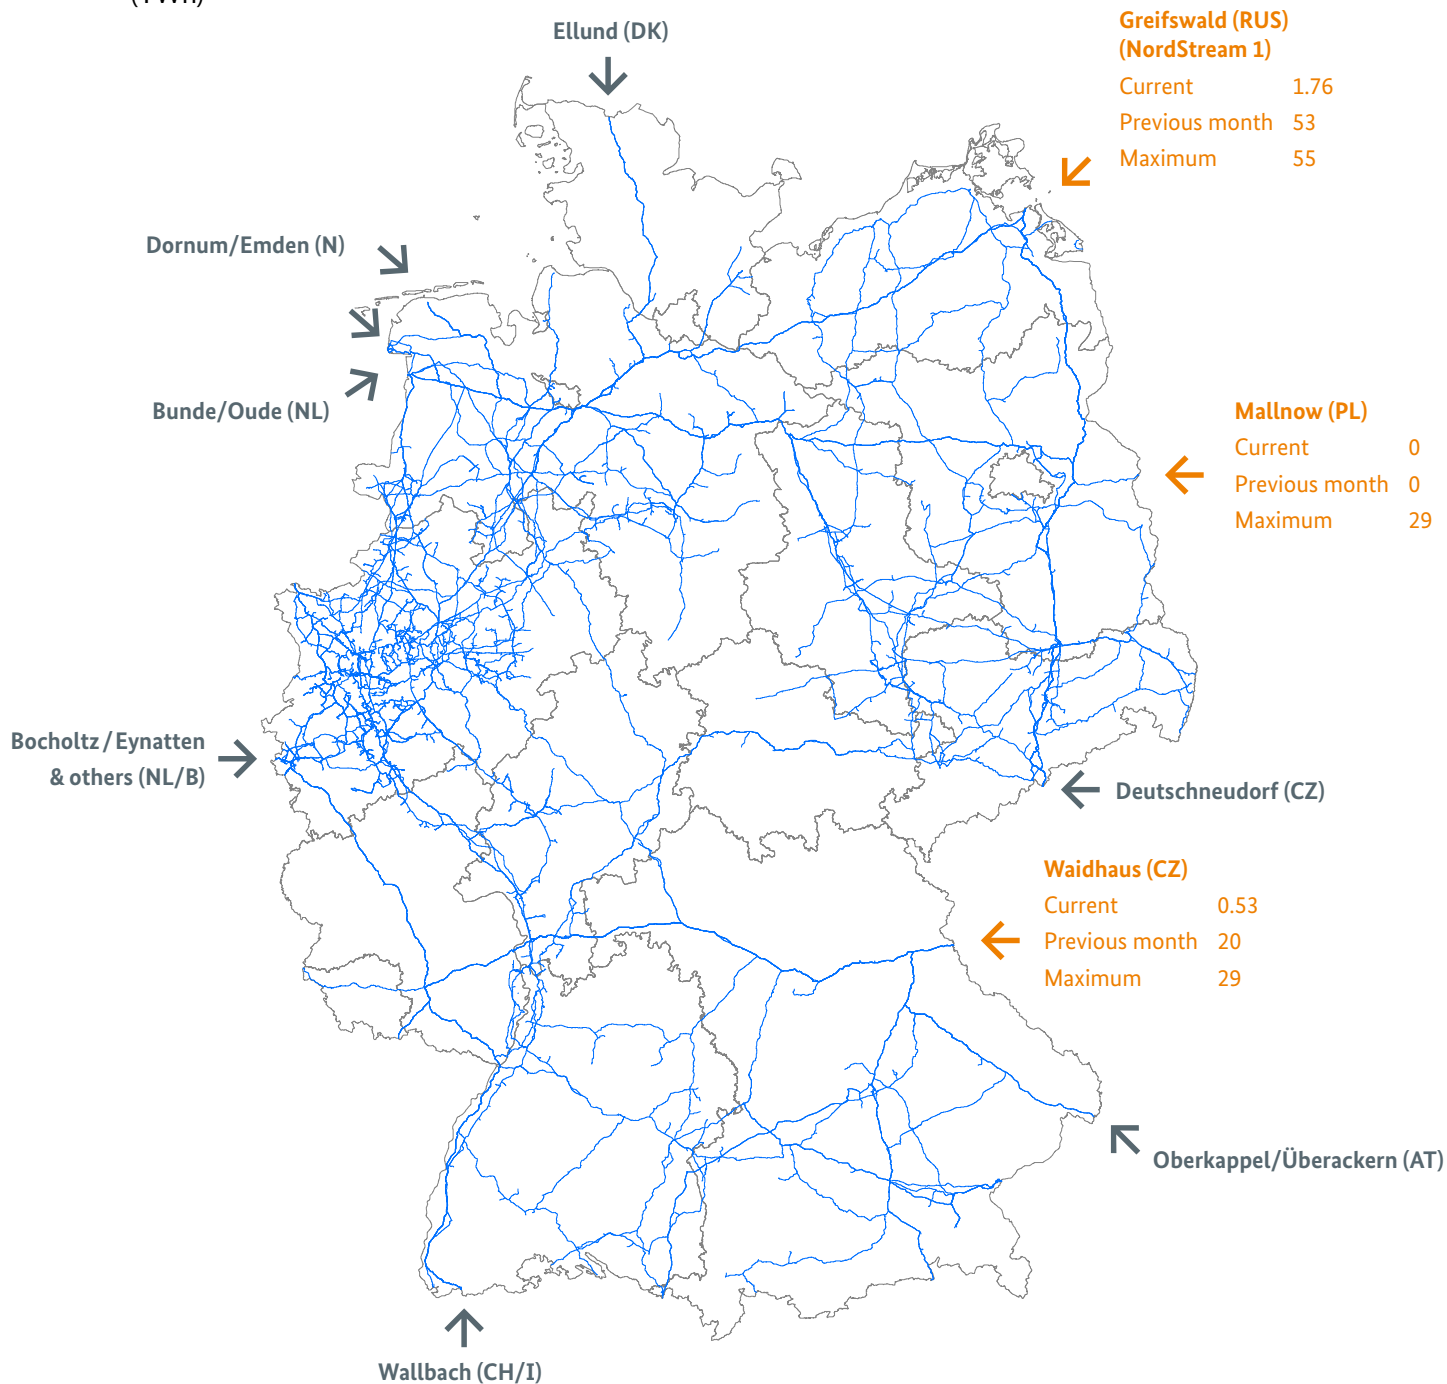 (TWh)
Ellund (DK)
Greifswald (RUS)
(NordStream 1)
Current 1.76
Previous month 53
Maximum 55
Dornum/Emden (N)
Bunde/Oude (NL)
Mallnow (PL)
Current 0
Previous month 0
Maximum 29
Bocholtz / Eynatten
& others (NL/B)
Deutschneudorf (CZ)
Waidhaus (CZ)
Current 0.53
Previous month 20
Maximum 29
Oberkappel/Überackern (AT)
Wallbach (CH/I)